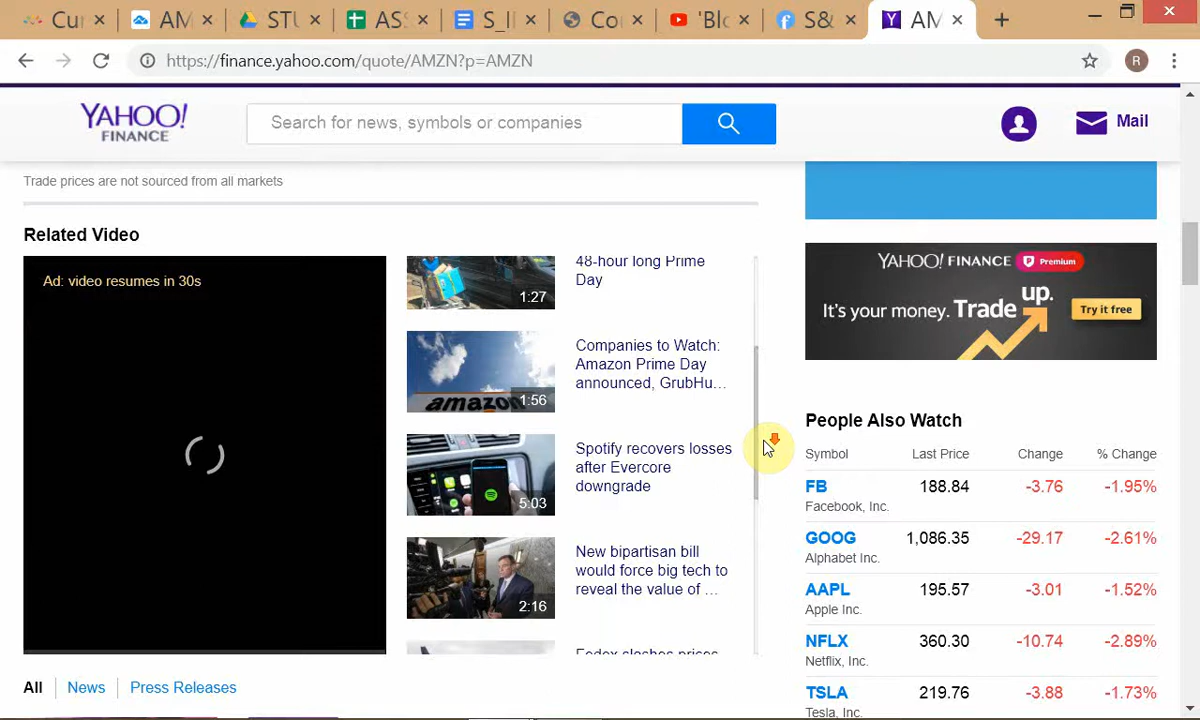 Cur
AM
STU
ASS
S_I
Co
'Blo
S&
AM
https://finance.yahoo.com/quote/AMZN?p=AMZN
R
YAHOO!
FINANCE
Search for news, symbols or companies
Mail
Trade prices are not sourced from all markets
Related Video
Ad: video resumes in 30s
48-hour long Prime
Day
1:27
Companies to Watch:
Amazon Prime Day
announced, GrubHu...
amazon
1:56
Spotify recovers losses
after Evercore
downgrade
5:03
New bipartisan bill
would force big tech to
reveal the value of ...
2:16
All
News
Press Releases
YAHOO! FINANCE Premium
It's your money. Trade up.
Try it free
People Also Watch
Symbol Last Price Change % Change
FB 188.84 -3.76 -1.95%
Facebook, Inc.
GOOG 1,086.35 -29.17 -2.61%
Alphabet Inc.
AAPL 195.57 -3.01 -1.52%
Apple Inc.
NFLX 360.30 -10.74 -2.89%
Netflix, Inc.
TSLA 219.76 -3.88 -1.73%
Tesla, Inc.